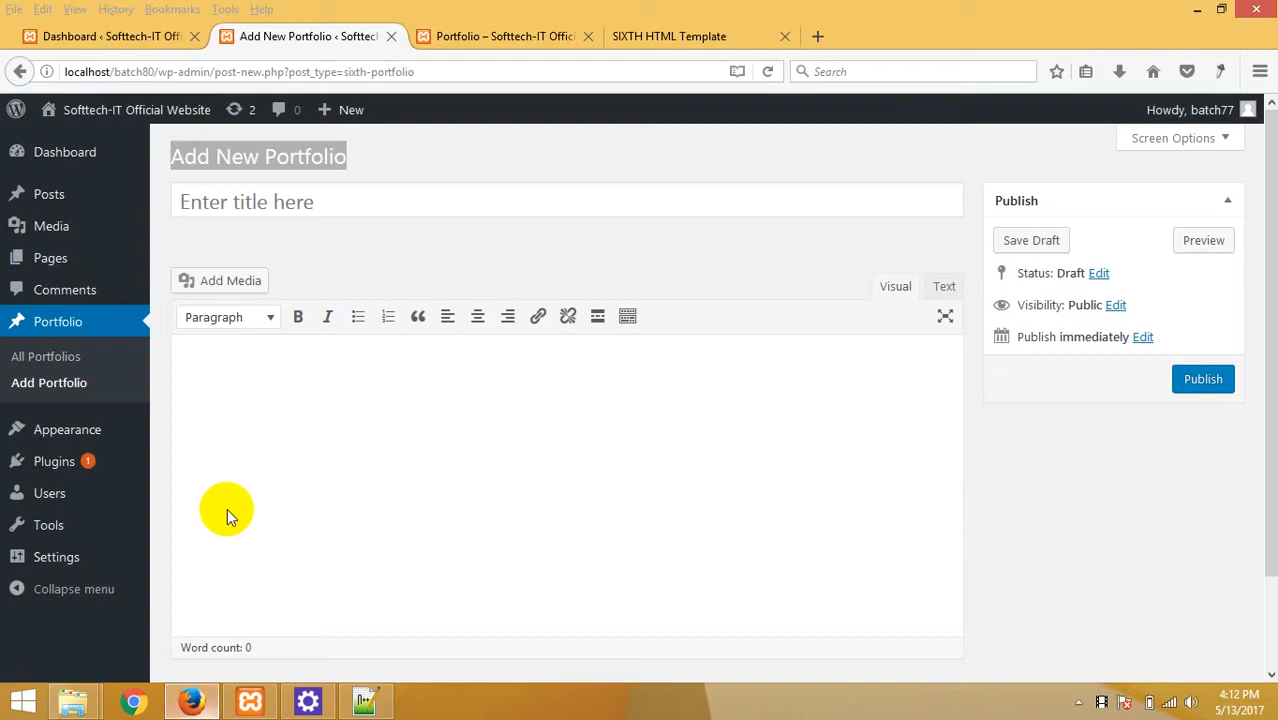 File Edit View History Bookmarks Tools Help
Dashboard < Softtech-IT Offi
Add New Portfolio < Softtec
Portfolio – Softtech-IT Offici
SIXTH HTML Template
localhost/batch80/wp-admin/post-new.php?post_type=sixth-portfolio
Search
Softtech-IT Official Website 2 0 New
Howdy, batch77
Screen Options
Dashboard
Posts
Media
Pages
Comments
Portfolio
All Portfolios
Add Portfolio
Appearance
Plugins 1
Users
Tools
Settings
Collapse menu
Add New Portfolio
Enter title here
Add Media
Visual Text
Paragraph
Word count: 0
Publish
Save Draft Preview
Status: Draft Edit
Visibility: Public Edit
Publish immediately Edit
Publish
4:12 PM
5/13/2017